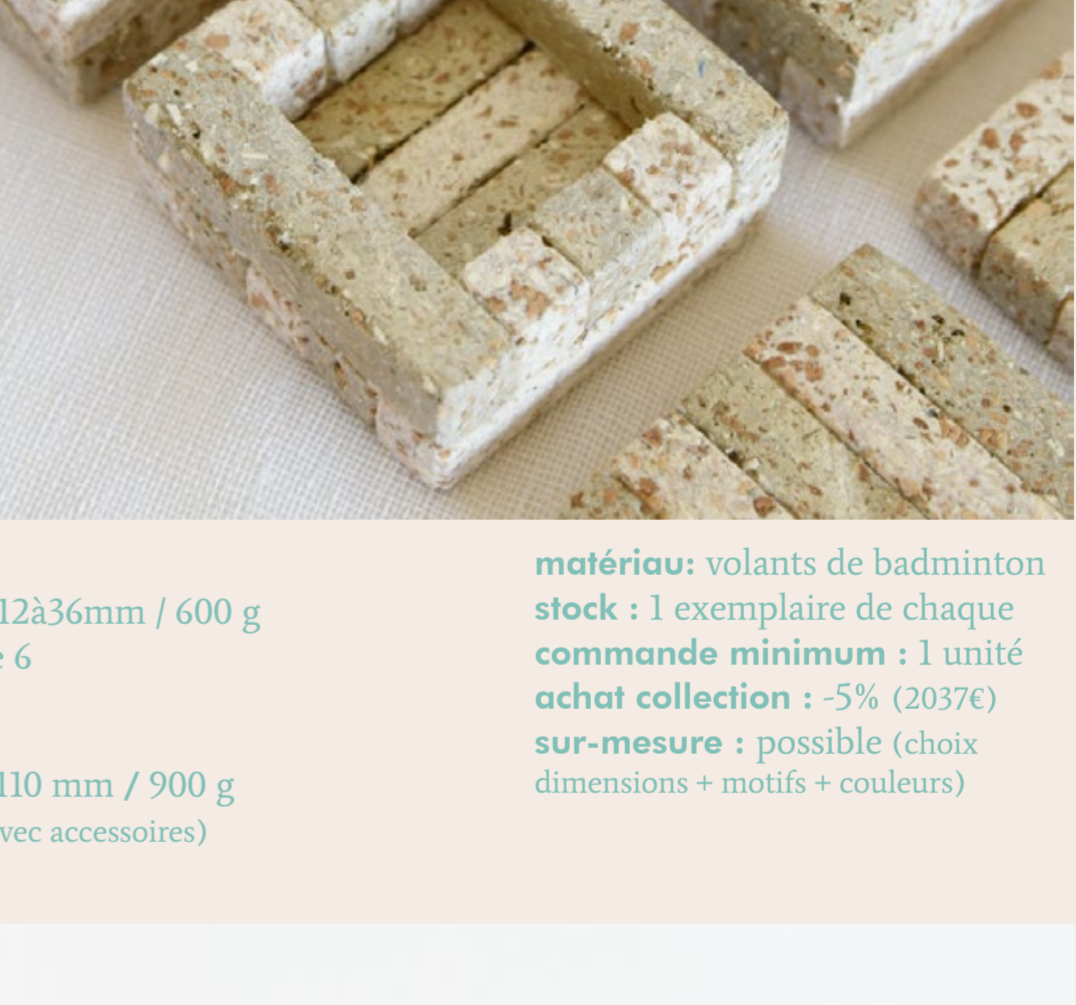 12à36mm / 600 g
e 6
110 mm / 900 g
vec accessoires)
matériau: volants de badminton
stock : 1 exemplaire de chaque
commande minimum : 1 unité
achat collection : -5% (2037€)
sur-mesure : possible (choix
dimensions + motifs + couleurs)